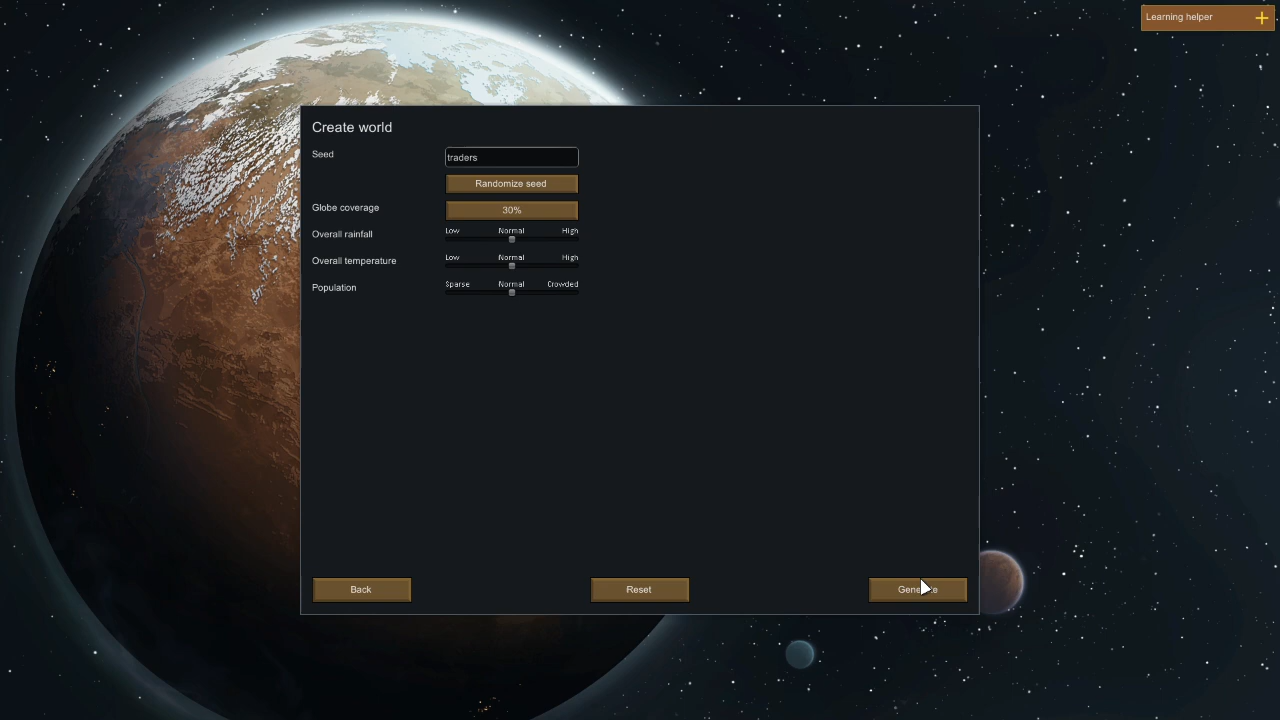 Learning helper
Create world
Seed
traders
Randomize seed
Globe coverage
30%
Overall rainfall
Low Normal High
Overall temperature
Low Normal High
Population
Sparse Normal Crowded
Back
Reset